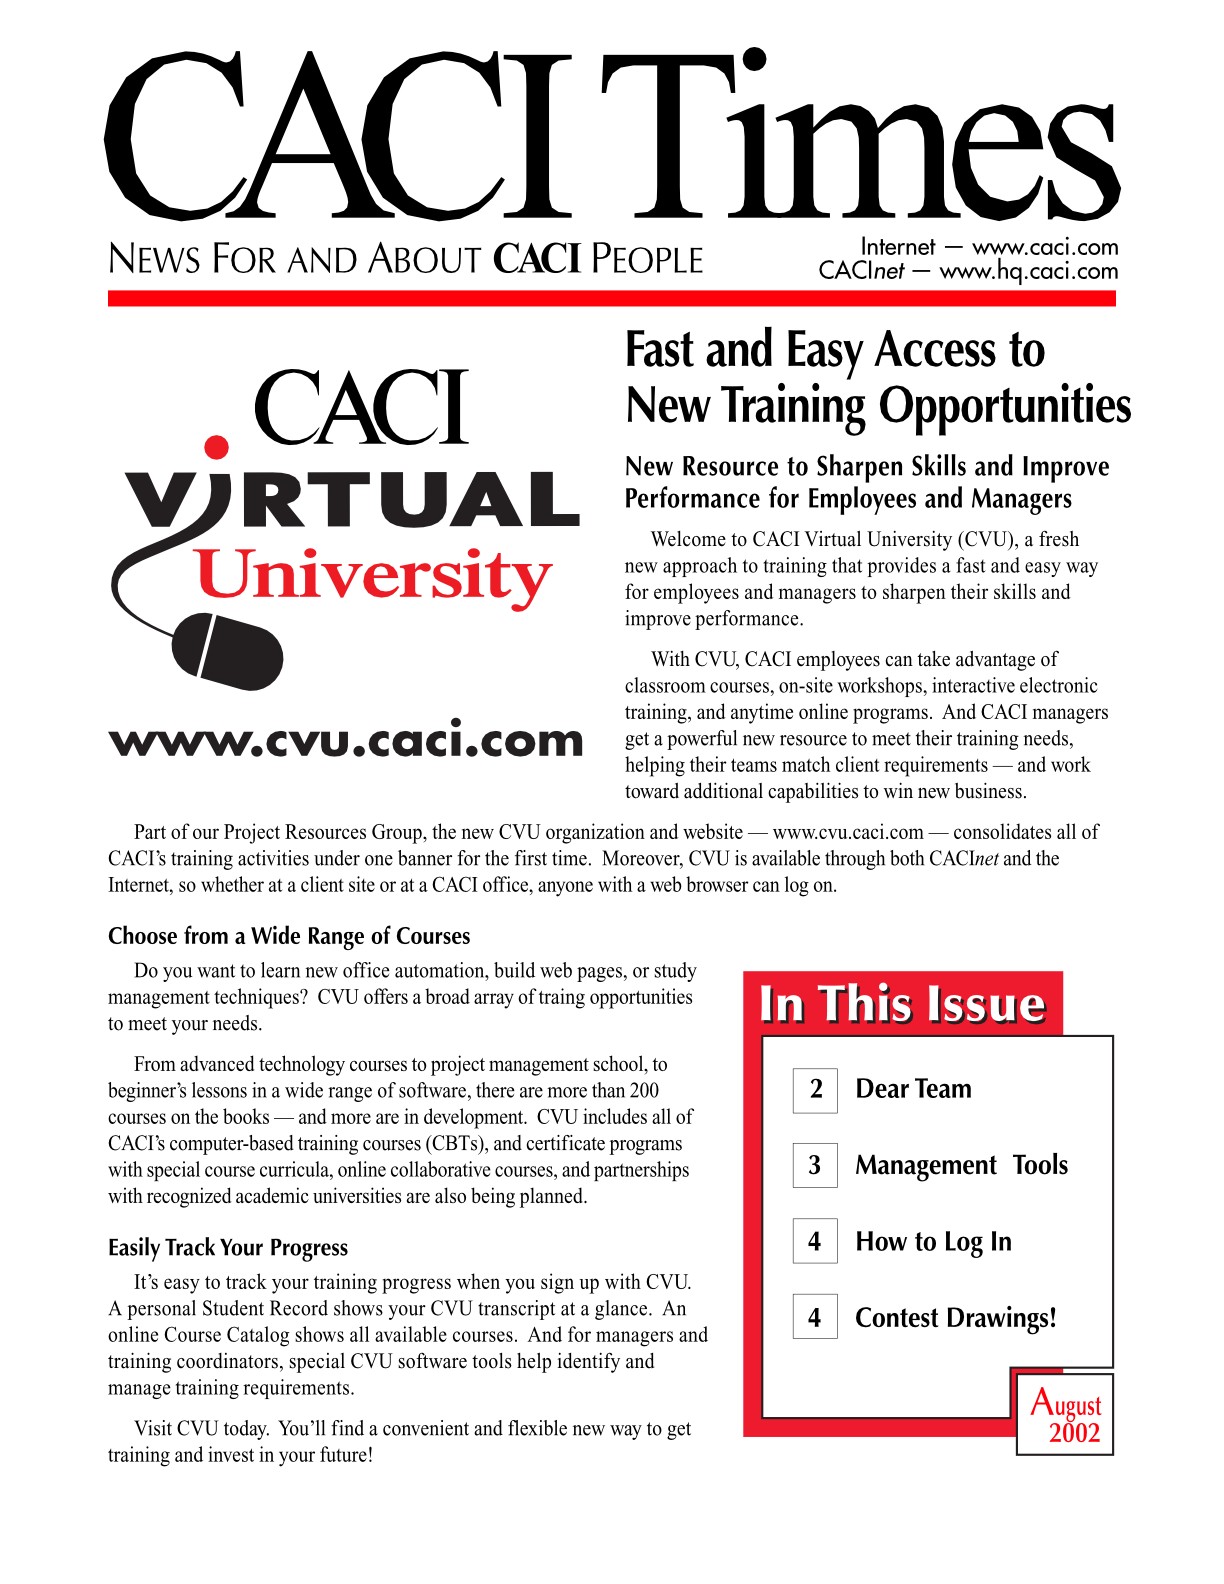 CACI Times
NEWS FOR AND ABOUT CACI PEOPLE
Internet — www.caci.com
CACInet — www.hq.caci.com
CACI
VIRTUAL
University
www.cvu.caci.com
Fast and Easy Access to
New Training Opportunities
New Resource to Sharpen Skills and Improve
Performance for Employees and Managers
Welcome to CACI Virtual University (CVU), a fresh
new approach to training that provides a fast and easy way
for employees and managers to sharpen their skills and
improve performance.
With CVU, CACI employees can take advantage of
classroom courses, on-site workshops, interactive electronic
training, and anytime online programs.  And CACI managers
get a powerful new resource to meet their training needs,
helping their teams match client requirements — and work
toward additional capabilities to win new business.
Part of our Project Resources Group, the new CVU organization and website — www.cvu.caci.com — consolidates all of
CACI's training activities under one banner for the first time.  Moreover, CVU is available through both CACInet and the
Internet, so whether at a client site or at a CACI office, anyone with a web browser can log on.
Choose from a Wide Range of Courses
Do you want to learn new office automation, build web pages, or study
management techniques?  CVU offers a broad array of traing opportunities
to meet your needs.
From advanced technology courses to project management school, to
beginner's lessons in a wide range of software, there are more than 200
courses on the books — and more are in development.  CVU includes all of
CACI's computer-based training courses (CBTs), and certificate programs
with special course curricula, online collaborative courses, and partnerships
with recognized academic universities are also being planned.
Easily Track Your Progress
It's easy to track your training progress when you sign up with CVU.
A personal Student Record shows your CVU transcript at a glance.  An
online Course Catalog shows all available courses.  And for managers and
training coordinators, special CVU software tools help identify and
manage training requirements.
Visit CVU today.  You'll find a convenient and flexible new way to get
training and invest in your future!
In This Issue
2 Dear Team
3 Management Tools
4 How to Log In
4 Contest Drawings!
August
2002